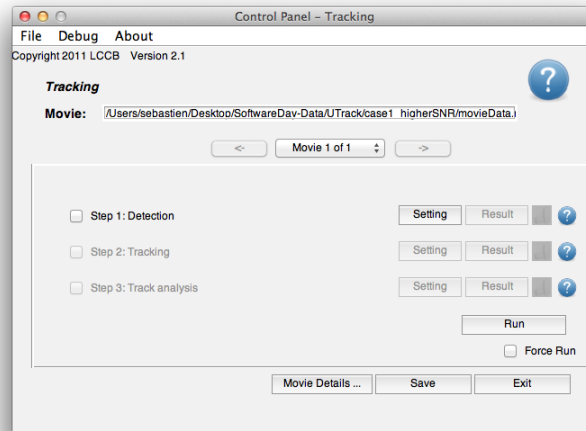 Control Panel - Tracking
File Debug About
Copyright 2011 LCCB Version 2.1
?
Tracking
Movie: /Users/sebastien/Desktop/SoftwareDay-Data/UTrack/case1_higherSNR/movieData.
<- Movie 1 of 1 ->
Step 1: Detection Setting Result ?
Step 2: Tracking Setting Result ?
Step 3: Track analysis Setting Result ?
Run
Force Run
Movie Details ... Save Exit